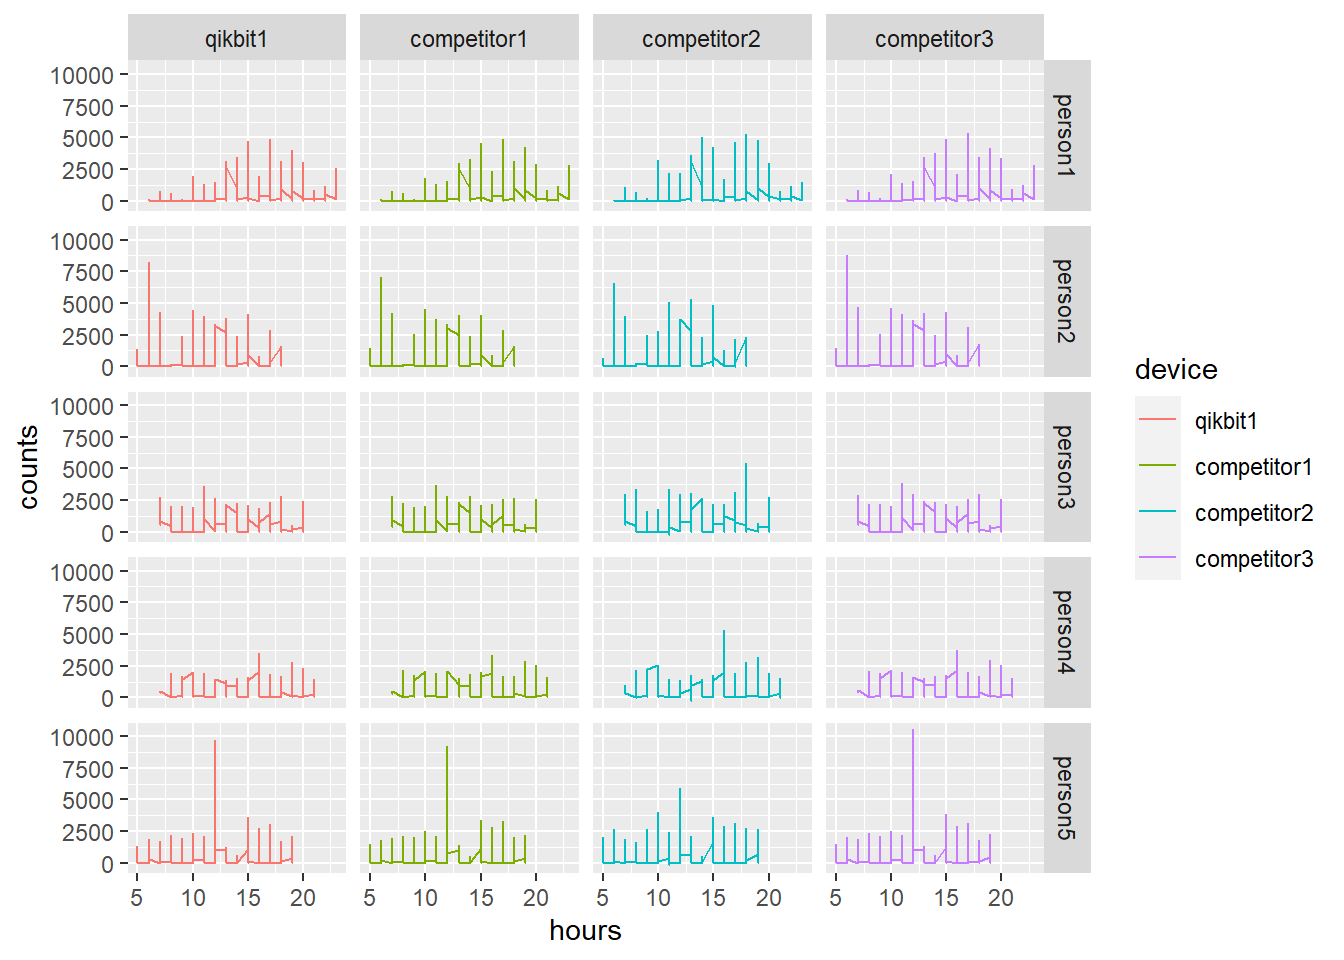 qikbit1 competitor1 competitor2 competitor3
10000
7500
5000
2500
0
person1
10000
7500
5000
2500
0
person2
10000
7500
5000
2500
0
person3
10000
7500
5000
2500
0
person4
10000
7500
5000
2500
0
person5
counts
5 10 15 20 5 10 15 20 5 10 15 20 5 10 15 20
hours
device
qikbit1
competitor1
competitor2
competitor3